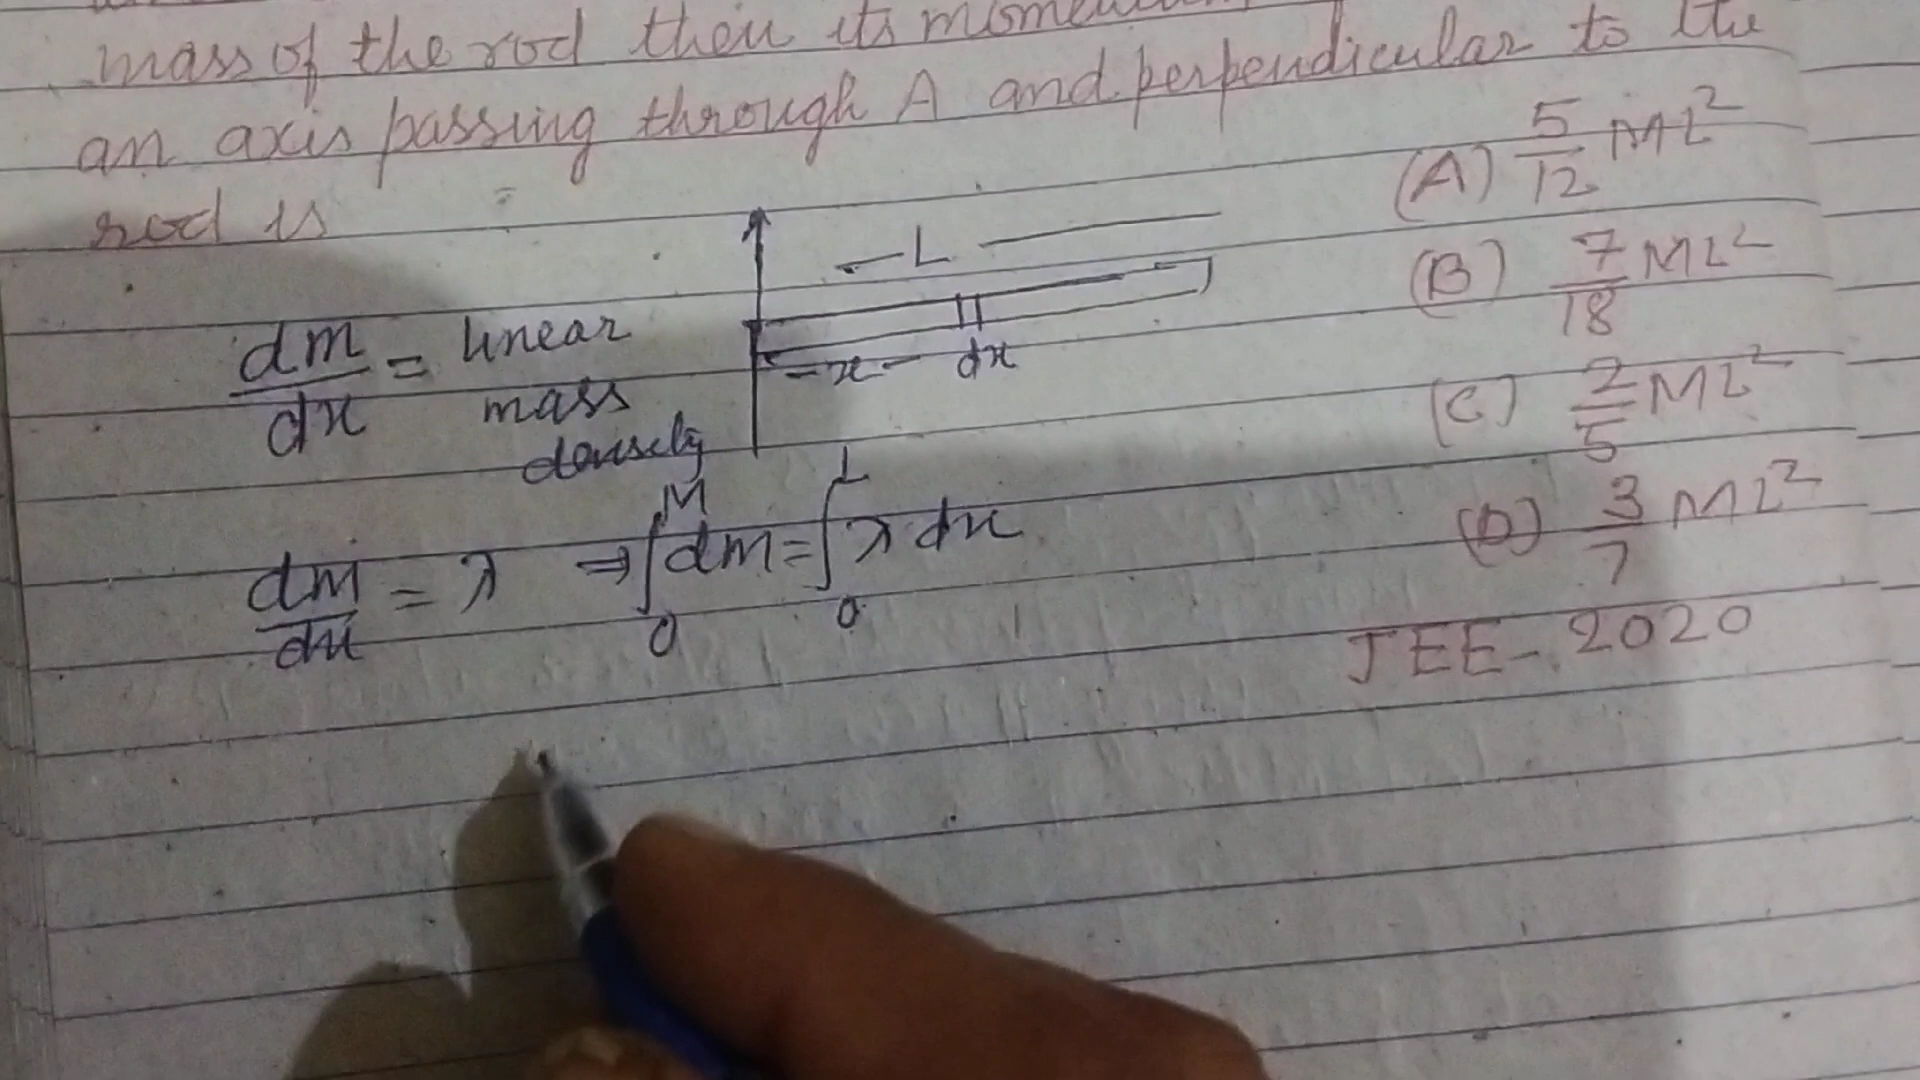 mass of the rod then its
an axis passing through A and perpendicular to the
rod is
(A) 5/12 ML²
(B) 7/18 ML²
(C) 2/5 ML²
(D) 3/7 ML²
JEE-2020
L
x dx
dm/dx = linear
mass
density
dm/dx = λ ⇒ ∫₀ᴹ dm = ∫₀ᴸ λ dx